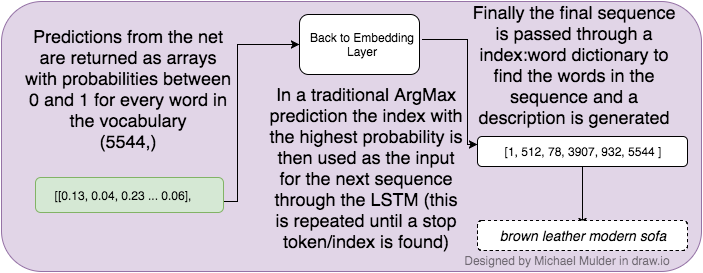 Predictions from the net
are returned as arrays
with probabilities between
0 and 1 for every word in
the vocabulary
(5544,)
[[0.13, 0.04, 0.23 ... 0.06],
Back to Embedding
Layer
In a traditional ArgMax
prediction the index with
the highest probability is
then used as the input
for the next sequence
through the LSTM (this
is repeated until a stop
token/index is found)
Finally the final sequence
is passed through a
index:word dictionary to
find the words in the
sequence and a
description is generated
[1, 512, 78, 3907, 932, 5544 ]
brown leather modern sofa
Designed by Michael Mulder in draw.io